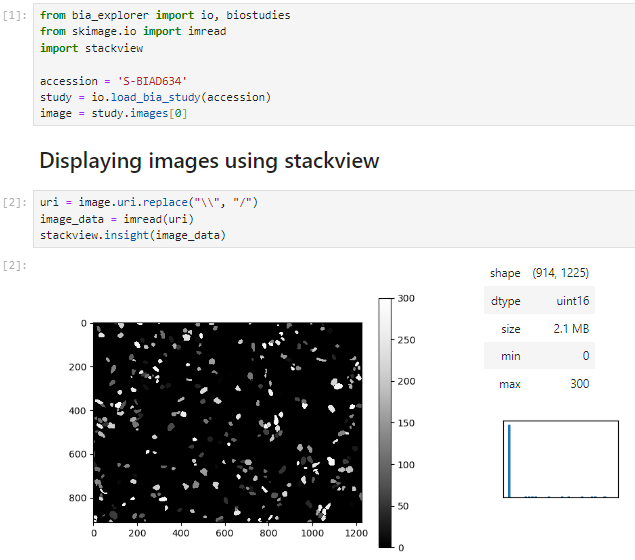 [1]: from bia_explorer import io, biostudies
from skimage.io import imread
import stackview
accession = 'S-BIAD634'
study = io.load_bia_study(accession)
image = study.images[0]
Displaying images using stackview
[2]: uri = image.uri.replace("\\", "/")
image_data = imread(uri)
stackview.insight(image_data)
[2]:
0
200
400
600
800
0 200 400 600 800 1000 1200
300
250
200
150
100
50
0
shape (914, 1225)
dtype uint16
size 2.1 MB
min 0
max 300